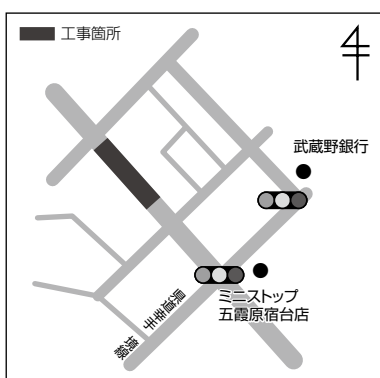 工事箇所
武蔵野銀行
ミニストップ
五霞原宿台店
県道幸手
境線